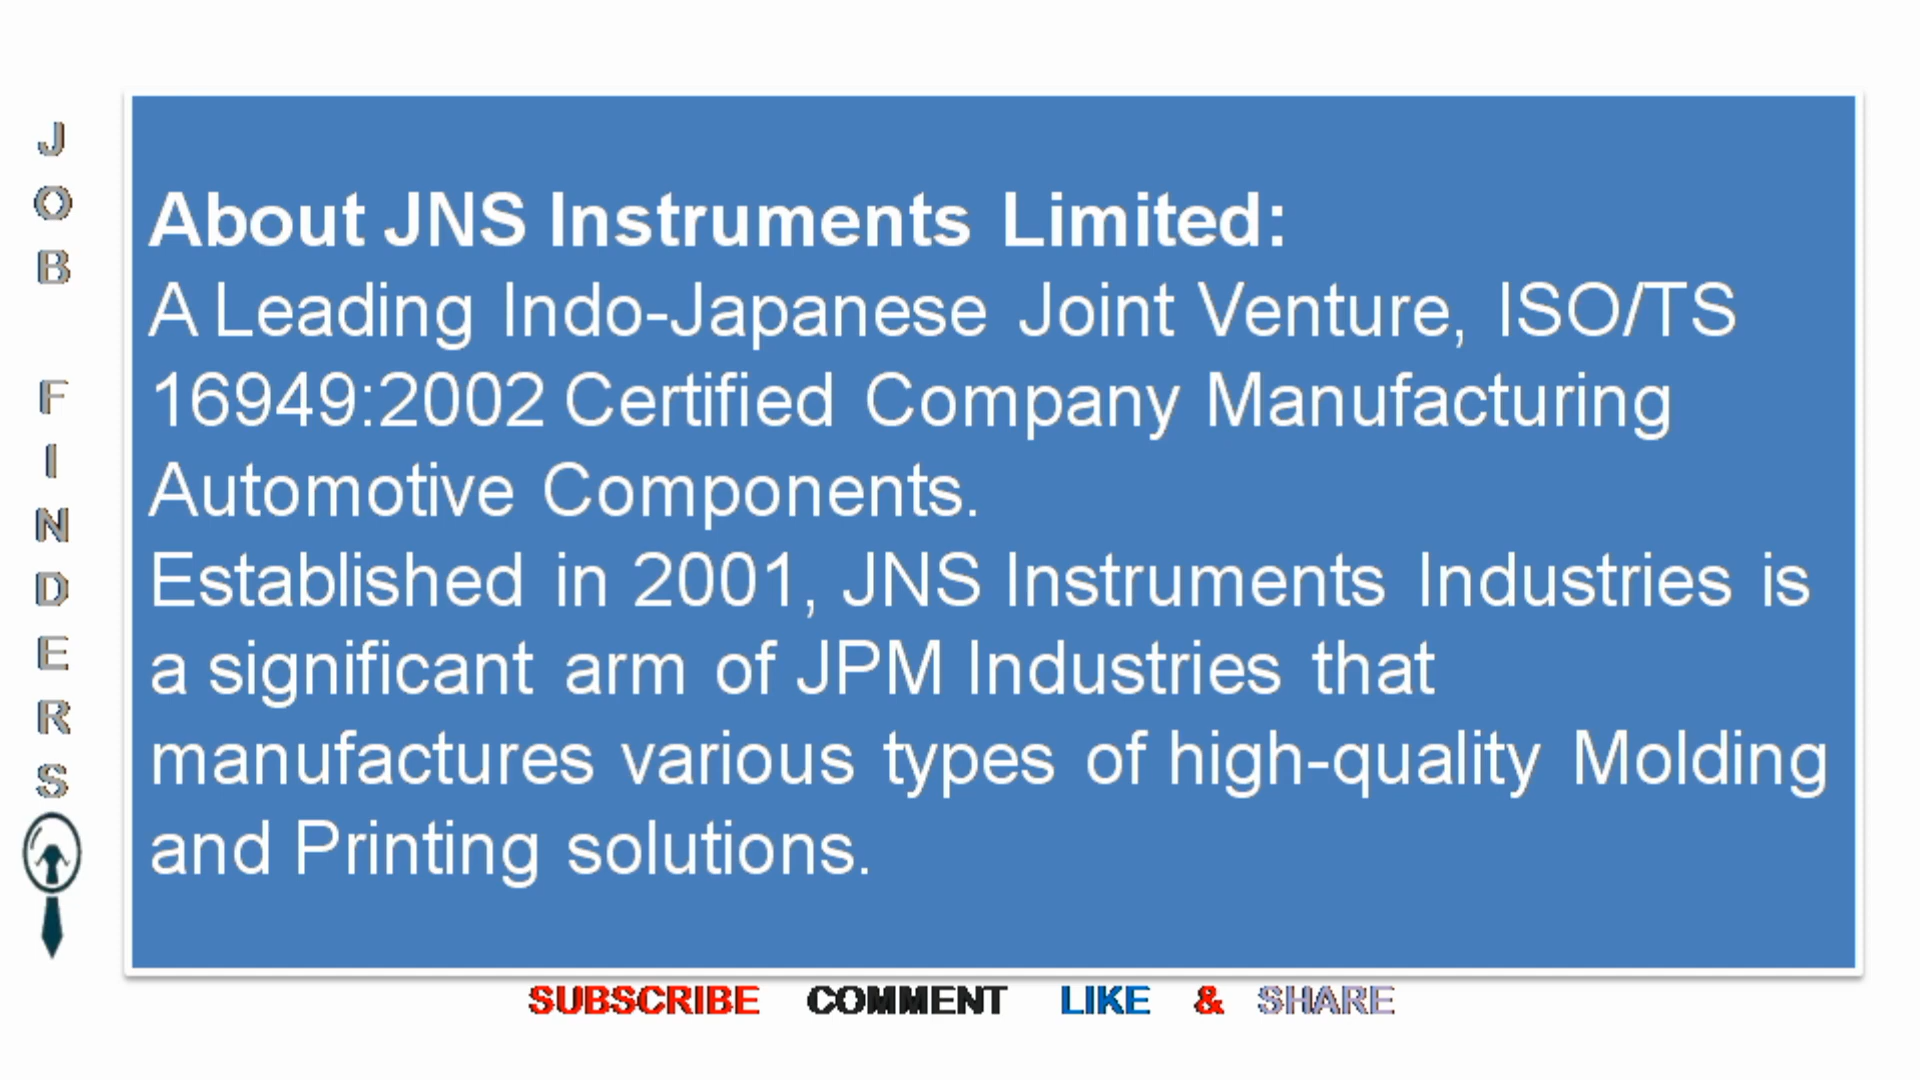 JOB FINDERS
About JNS Instruments Limited:
A Leading Indo-Japanese Joint Venture, ISO/TS
16949:2002 Certified Company Manufacturing
Automotive Components.
Established in 2001, JNS Instruments Industries is
a significant arm of JPM Industries that
manufactures various types of high-quality Molding
and Printing solutions.
SUBSCRIBE COMMENT LIKE & SHARE